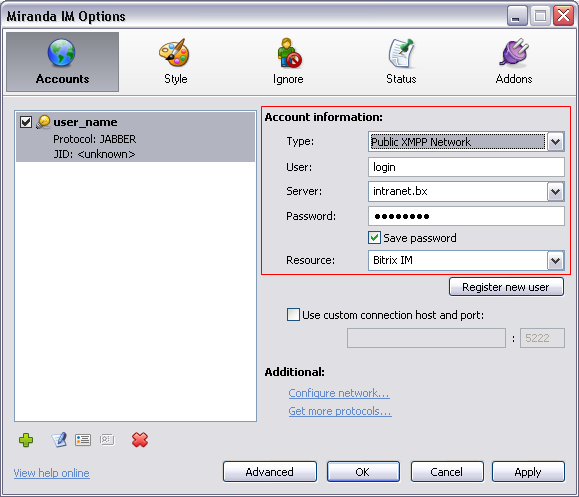 Miranda IM Options
Accounts
Style
Ignore
Status
Addons
user_name
Protocol: JABBER
JID: <unknown>
Account information:
Type: Public XMPP Network
User: login
Server: intranet.bx
Password: ●●●●●●●●
Save password
Resource: Bitrix IM
Register new user
Use custom connection host and port:
: 5222
Additional:
Configure network...
Get more protocols...
View help online
Advanced
OK
Cancel
Apply